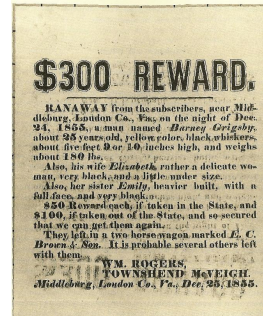 $300 REWARD.
RANAWAY from the subscribers, near Mid-
dleburg, Loudon Co., Va., on the night of Dec.
24, 1855, a man named Barney Grigsby,
about 25 years old, yellow color, black whiskers,
about five feet 9 or 10 inches high, and weighs
about 180 lbs.
Also, his wife Elizabeth, rather a delicate wo-
man, very black, and a little under size.
Also, her sister Emily, heavier built, with a
full face, and very black.
$50 Reward each, if taken in the State, and
$100, if taken out of the State, and so secured
that we can get them again.
They left in a two horse wagon marked E. C.
Brown & Son. It is probable several others left
with them.
WM. ROGERS,
TOWNSHEND McVEIGH.
Middleburg, Loudon Co., Va., Dec. 25, 1855.